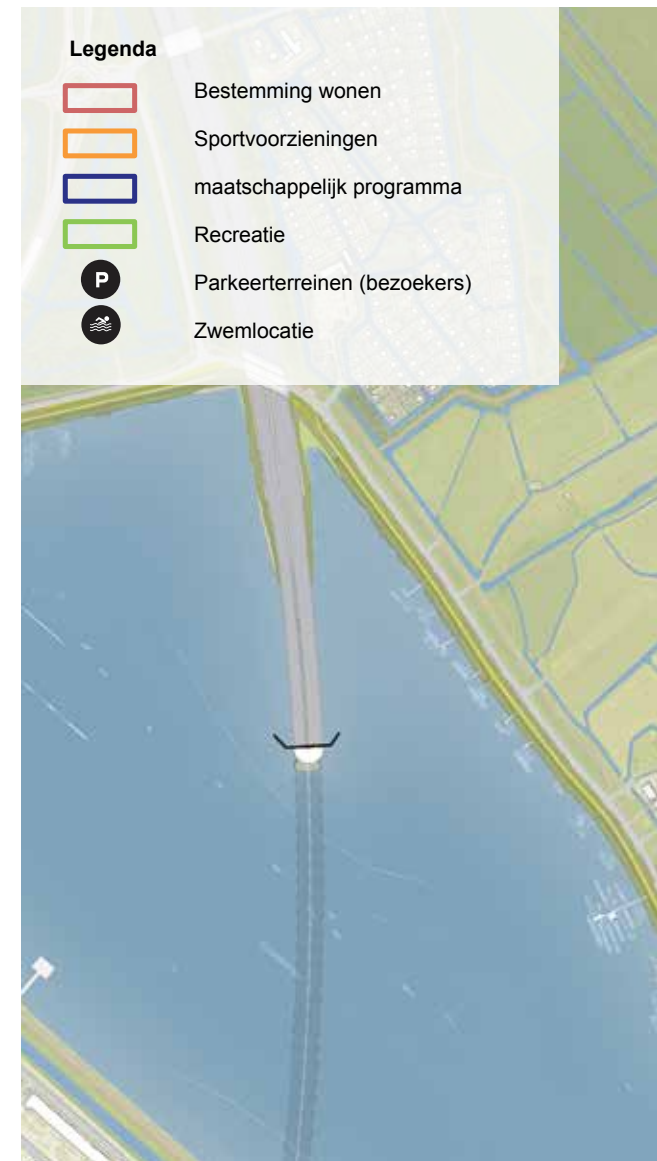 Legenda
Bestemming wonen
Sportvoorzieningen
maatschappelijk programma
Recreatie
P Parkeerterreinen (bezoekers)
Zwemlocatie